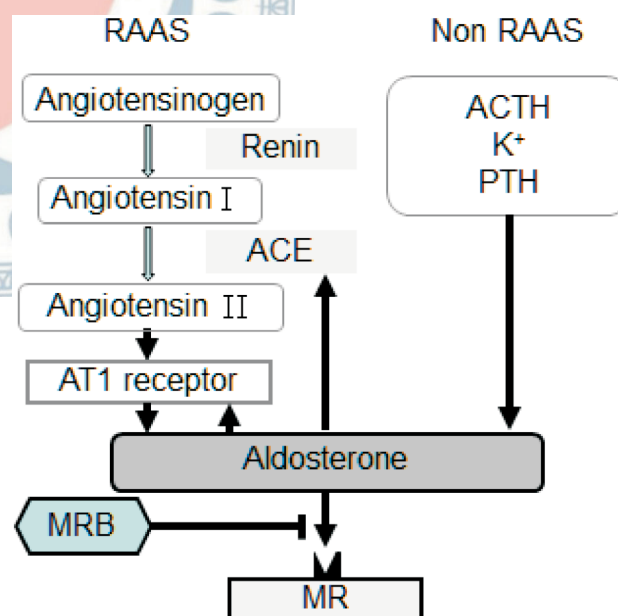 RAAS
Non RAAS
Angiotensinogen
Renin
Angiotensin I
ACE
Angiotensin II
AT1 receptor
ACTH
K⁺
PTH
Aldosterone
MRB
MR